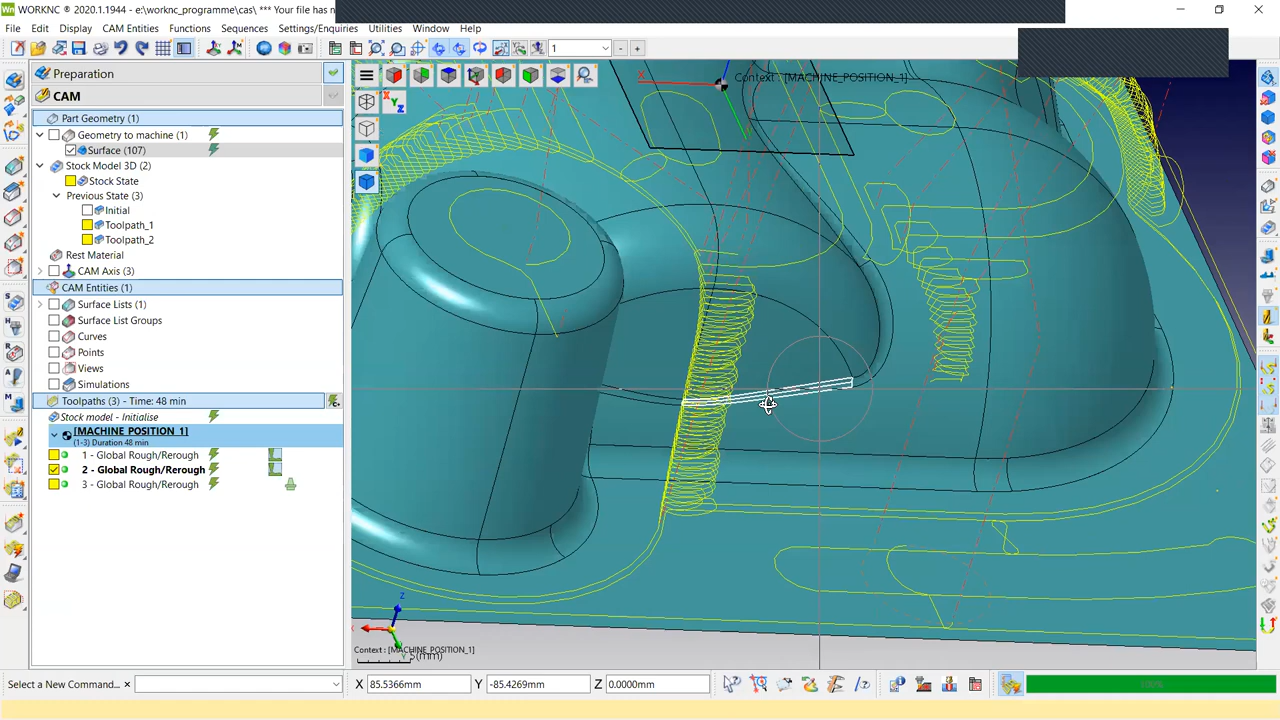 WORKNC ® 2020.1.1944 - e:\worknc_programme\cas\ *** Your file has n
File Edit Display CAM Entities Functions Sequences Settings/Enquiries Utilities Window Help
1
- +
Preparation
CAM
Part Geometry (1)
Geometry to machine (1)
Surface (107)
Stock Model 3D (2)
Stock State
Previous State (3)
Initial
Toolpath_1
Toolpath_2
Rest Material
CAM Axis (3)
CAM Entities (1)
Surface Lists (1)
Surface List Groups
Curves
Points
Views
Simulations
Toolpaths (3) - Time: 48 min
Stock model - Initialise
[MACHINE_POSITION_1]
(1-3) Duration 48 min
1 - Global Rough/Rerough
2 - Global Rough/Rerough
3 - Global Rough/Rerough
X
Context : [MACHINE_POSITION_1]
X Y Z
Z
Context : [MACHINE_POSITION_1]
Y 5(mm)
Select a New Command...
X 85.5366mm Y -85.4269mm Z 0.0000mm
100%